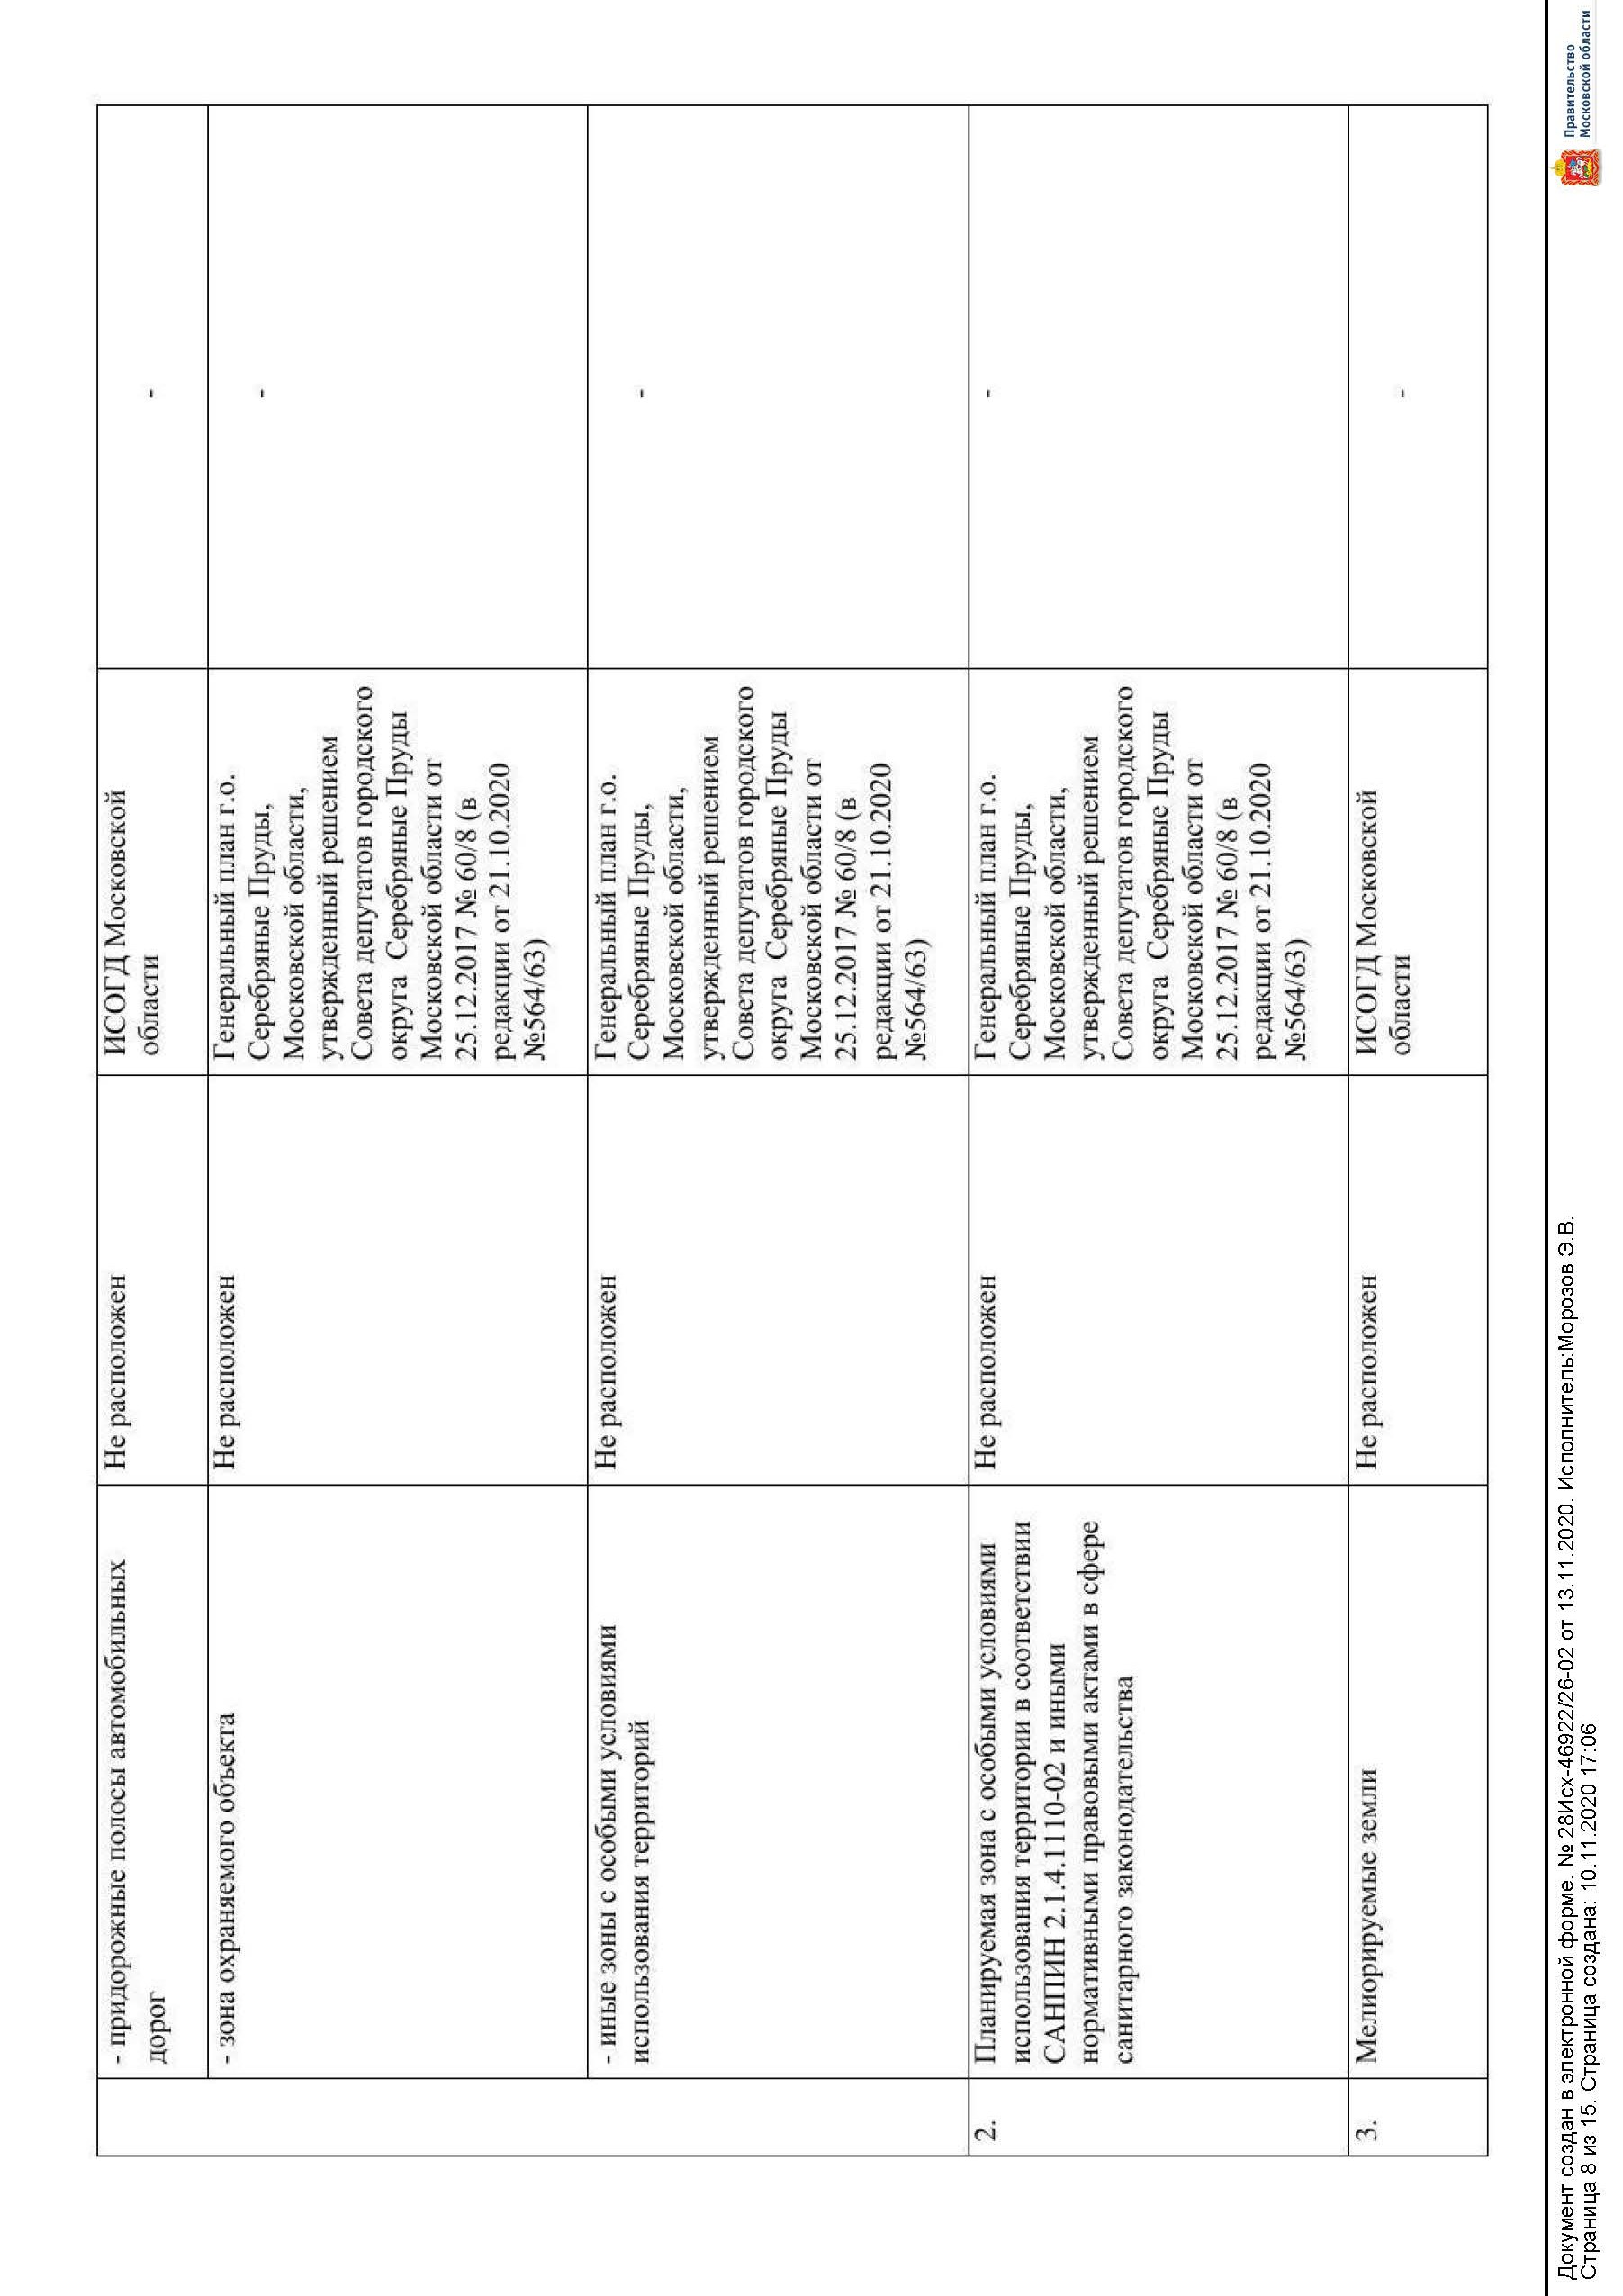 - придорожные полосы автомобильных
дорог
Не расположен
ИСОГД Московской
области
-
- зона охраняемого объекта
Не расположен
Генеральный план г.о.
Серебряные Пруды,
Московской области,
утвержденный решением
Совета депутатов городского
округа Серебряные Пруды
Московской области от
25.12.2017 № 60/8 (в
редакции от 21.10.2020
№564/63)
-
- иные зоны с особыми условиями
использования территорий
Не расположен
Генеральный план г.о.
Серебряные Пруды,
Московской области,
утвержденный решением
Совета депутатов городского
округа Серебряные Пруды
Московской области от
25.12.2017 № 60/8 (в
редакции от 21.10.2020
№564/63)
-
2.
Планируемая зона с особыми условиями
использования территории в соответствии
САНПИН 2.1.4.1110-02 и иными
нормативными правовыми актами в сфере
санитарного законодательства
Не расположен
Генеральный план г.о.
Серебряные Пруды,
Московской области,
утвержденный решением
Совета депутатов городского
округа Серебряные Пруды
Московской области от
25.12.2017 № 60/8 (в
редакции от 21.10.2020
№564/63)
-
3.
Мелиорируемые земли
Не расположен
ИСОГД Московской
области
-
Документ создан в электронной форме. № 28Исх-46922/26-02 от 13.11.2020. Исполнитель:Морозов Э.В.
Страница 8 из 15. Страница создана: 10.11.2020 17:06
Правительство
Московской области